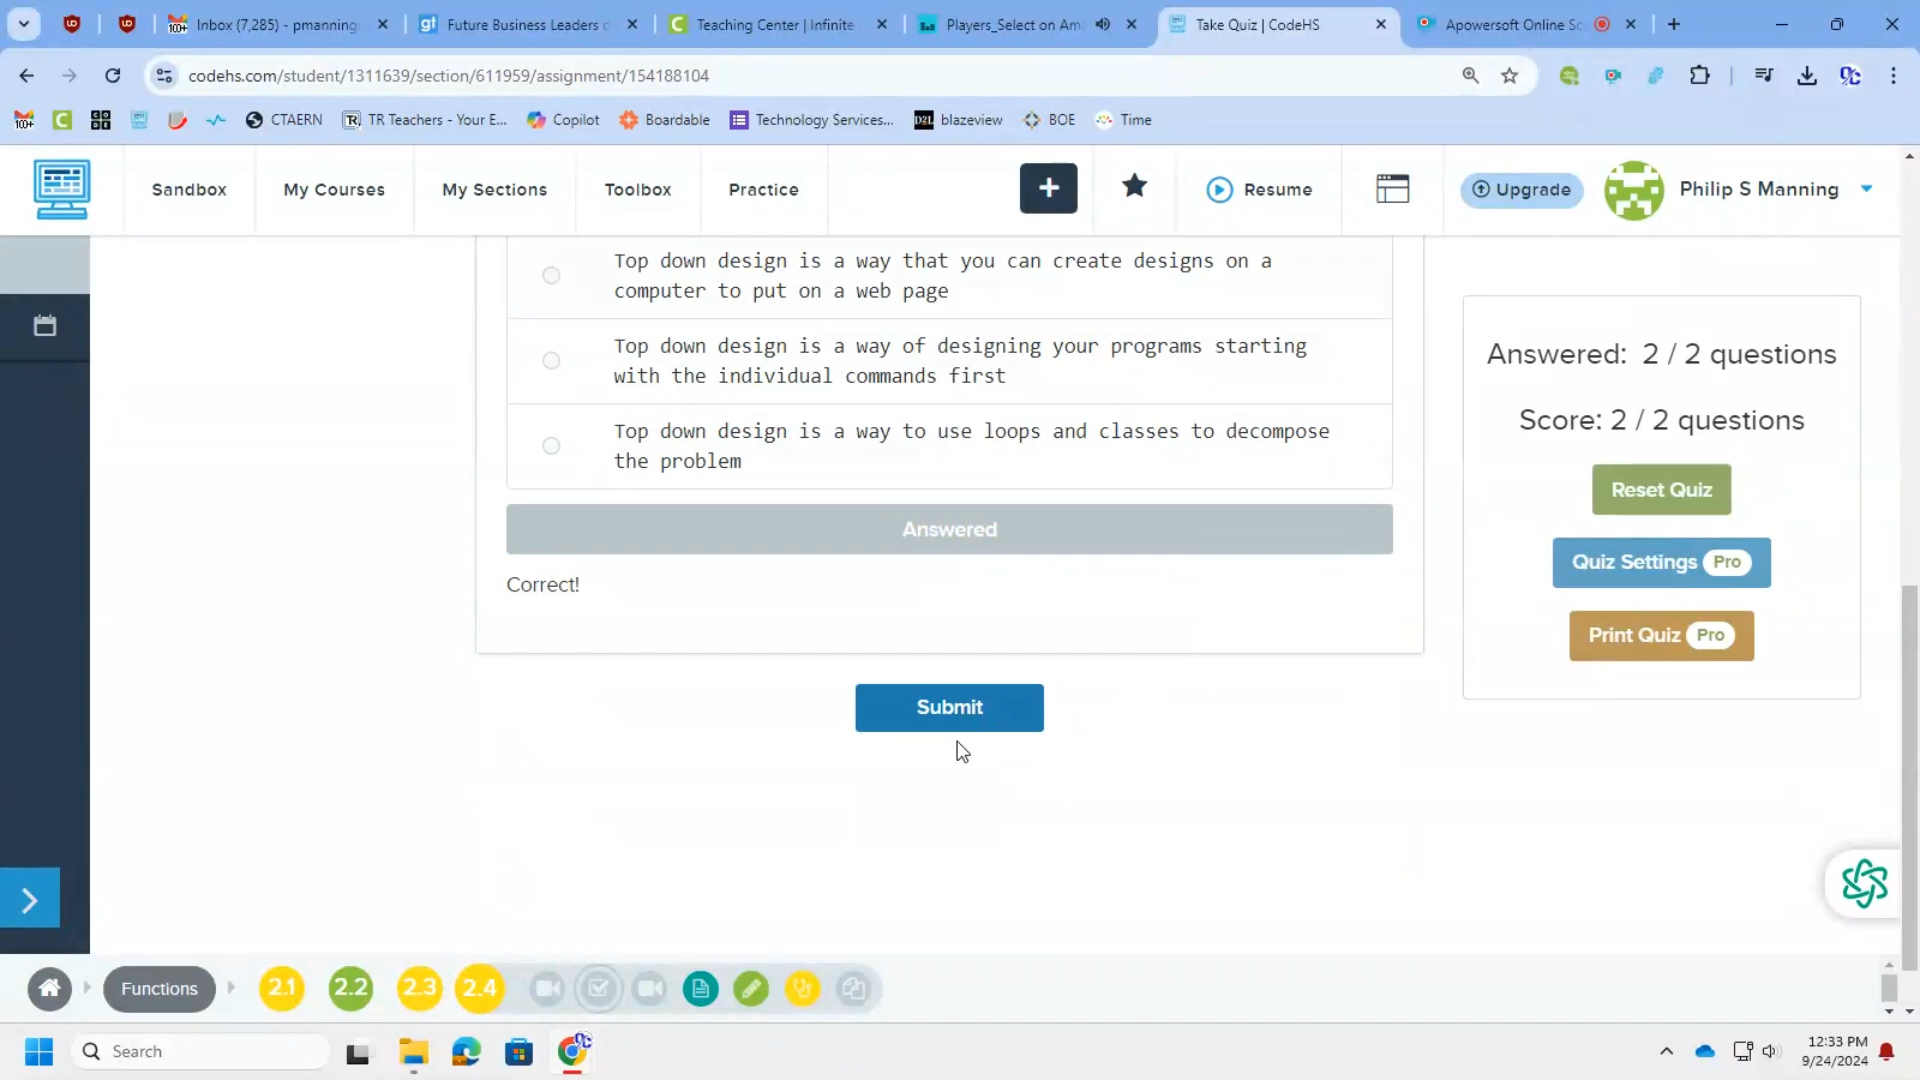 Inbox (7,285) - pmanning
Future Business Leaders o
Teaching Center | Infinite
Players_Select on Am
Take Quiz | CodeHS
Apowersoft Online Sc
codehs.com/student/1311639/section/611959/assignment/154188104
100+
CTAERN
TR Teachers - Your E...
Copilot
Boardable
Technology Services...
D2L
blazeview
BOE
Time
Sandbox
My Courses
My Sections
Toolbox
Practice
Resume
Upgrade
Philip S Manning
Top down design is a way that you can create designs on a
computer to put on a web page
Top down design is a way of designing your programs starting
with the individual commands first
Top down design is a way to use loops and classes to decompose
the problem
Answered
Correct!
Submit
Answered: 2 / 2 questions
Score: 2 / 2 questions
Reset Quiz
Quiz Settings Pro
Print Quiz Pro
Functions
2.1
2.2
2.3
2.4
Search
12:33 PM
9/24/2024